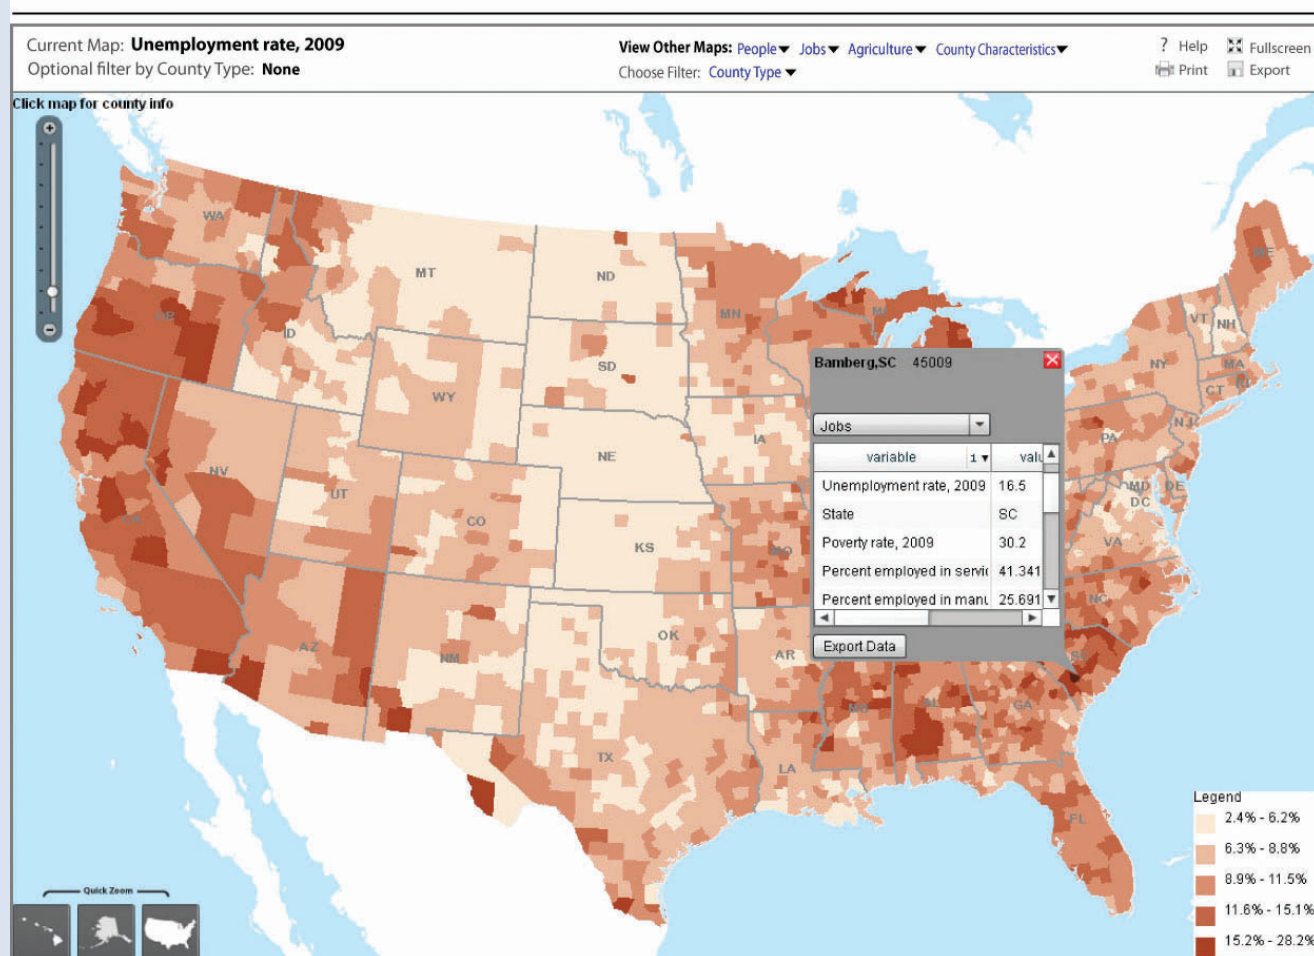 Current Map: Unemployment rate, 2009
Optional filter by County Type: None
View Other Maps: People Jobs Agriculture County Characteristics
Choose Filter: County Type
? Help Fullscreen
Print Export
Click map for county info
WA
MT
ND
MN
MI
ME
VT
NH
OR
ID
SD
WY
NY
MA
CT
RI
IA
PA
NJ
NE
NV
UT
CO
KS
MO
MD
DC
DE
VA
CA
AZ
NM
OK
AR
NC
SC
MS
AL
GA
TX
LA
FL
Bamberg,SC 45009
Jobs
variable 1 valu
Unemployment rate, 2009 16.5
State SC
Poverty rate, 2009 30.2
Percent employed in servic 41.341
Percent employed in manu 25.691
Export Data
Legend
2.4% - 6.2%
6.3% - 8.8%
8.9% - 11.5%
11.6% - 15.1%
15.2% - 28.2%
Quick Zoom